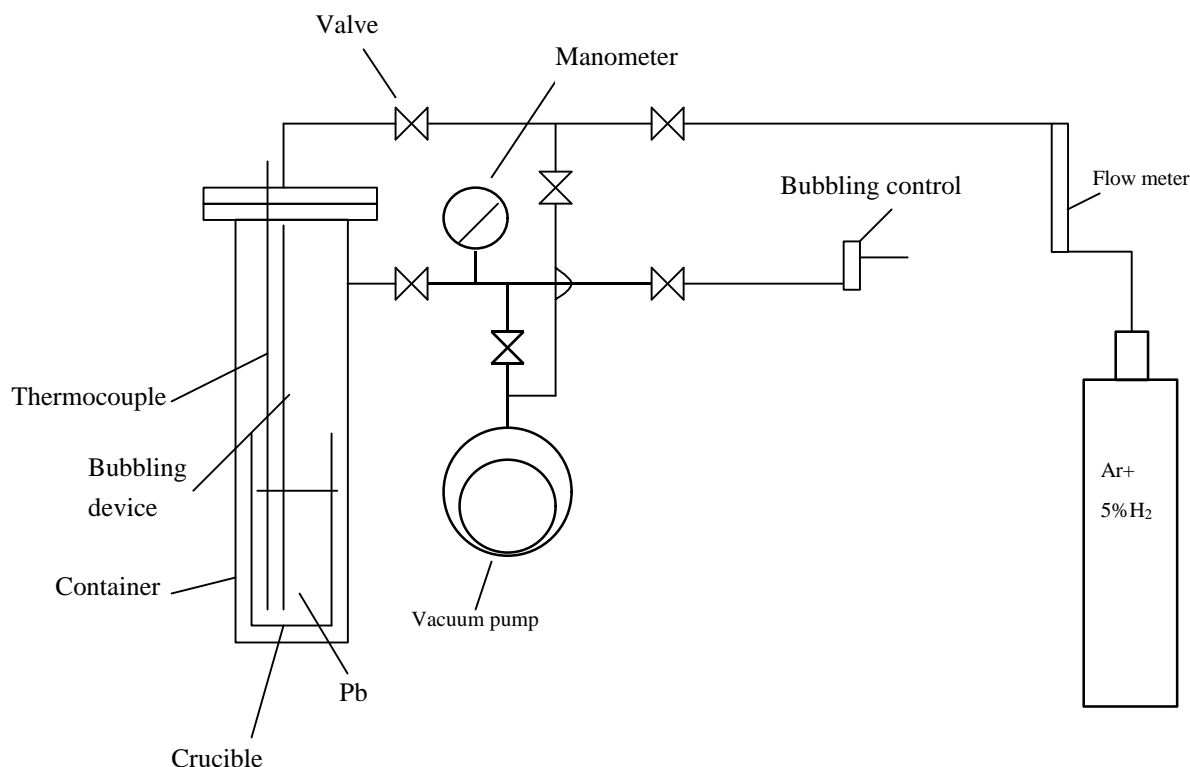 Valve
Manometer
Bubbling control
Flow meter
Thermocouple
Bubbling
device
Container
Ar+
5%H₂
Vacuum pump
Pb
Crucible